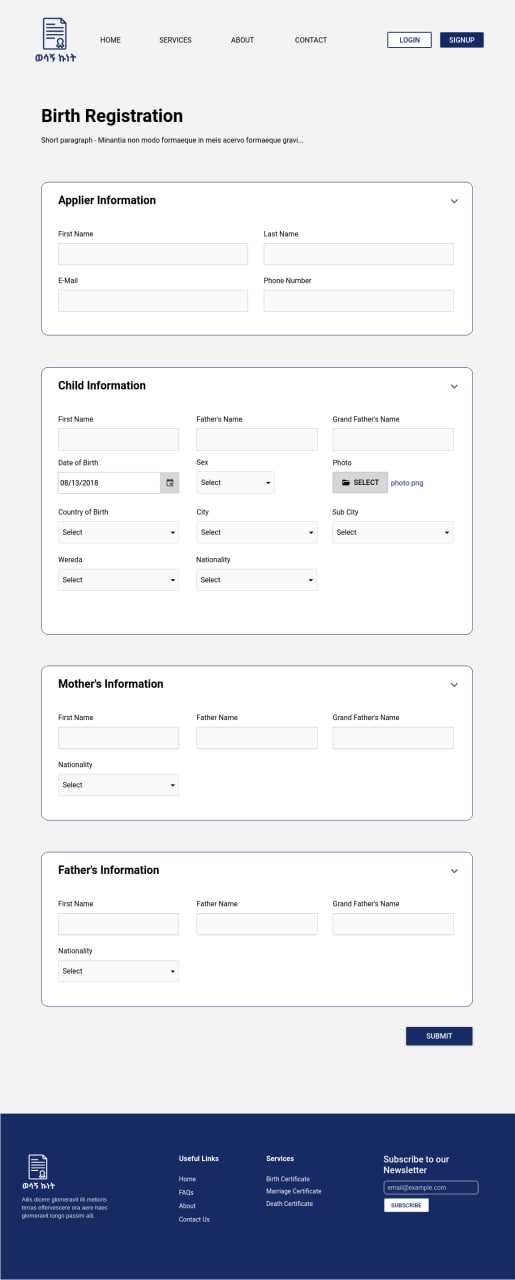 HOME SERVICES ABOUT CONTACT LOGIN SIGNUP
ወሳኝ ኩነት
Birth Registration
Short paragraph - Minantia non modo formaeque in meis acervo formaeque gravi...
Applier Information
First Name Last Name
E-Mail Phone Number
Child Information
First Name Father's Name Grand Father's Name
Date of Birth Sex Photo
08/13/2018 Select SELECT photo.png
Country of Birth City Sub City
Select Select Select
Wereda Nationality
Select Select
Mother's Information
First Name Father Name Grand Father's Name
Nationality
Select
Father's Information
First Name Father Name Grand Father's Name
Nationality
Select
SUBMIT
ወሳኝ ኩነት
Allis dicere glomeravit illi melioris
terras effervescere ora aere haec
glomeravit longo passim aili.
Useful Links
Home
FAQs
About
Contact Us
Services
Birth Certificate
Marriage Certificate
Death Certificate
Subscribe to our
Newsletter
email@example.com
SUBSCRIBE